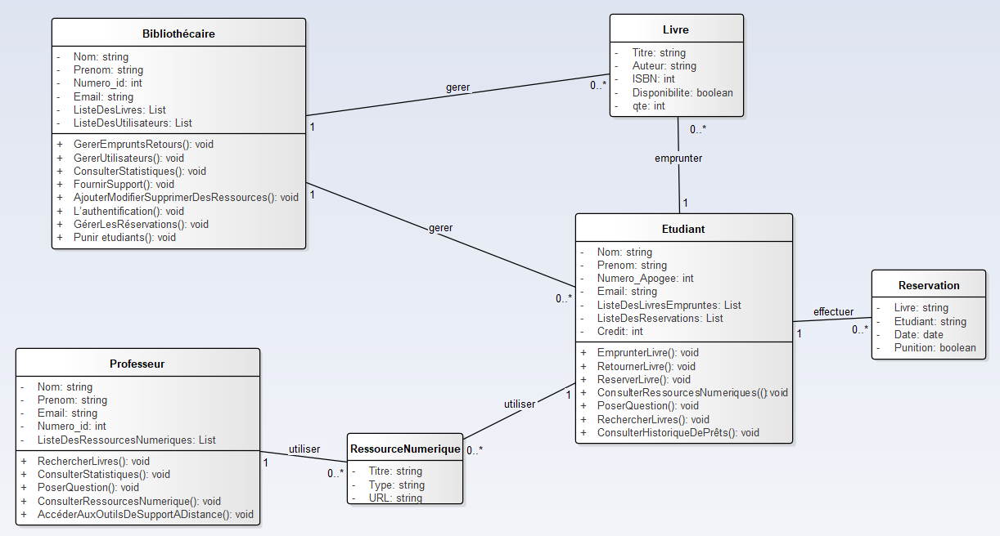 Bibliothécaire
- Nom: string
- Prenom: string
- Numero_id: int
- Email: string
- ListeDesLivres: List
- ListeDesUtilisateurs: List
+ GererEmpruntsRetours(): void
+ GererUtilisateurs(): void
+ ConsulterStatistiques(): void
+ FournirSupport(): void
+ AjouterModifierSupprimerDesRessources(): void
+ L'authentification(): void
+ GérerLesRéservations(): void
+ Punir etudiants(): void
gerer
1
0..*
Livre
- Titre: string
- Auteur: string
- ISBN: int
- Disponibilite: boolean
- qte: int
0..*
emprunter
1
1
gerer
0..*
Etudiant
- Nom: string
- Prenom: string
- Numero_Apogee: int
- Email: string
- ListeDesLivresEmpruntes: List
- ListeDesReservations: List
- Credit: int
+ EmprunterLivre(): void
+ RetournerLivre(): void
+ ReserverLivre(): void
+ ConsulterRessourcesNumeriques((): void
+ PoserQuestion(): void
+ RechercherLivres(): void
+ ConsulterHistoriqueDePrêts(): void
effectuer
1
0..*
Reservation
- Livre: string
- Etudiant: string
- Date: date
- Punition: boolean
Professeur
- Nom: string
- Prenom: string
- Email: string
- Numero_id: int
- ListeDesRessourcesNumeriques: List
+ RechercherLivres(): void
+ ConsulterStatistiques(): void
+ PoserQuestion(): void
+ ConsulterRessourcesNumerique(): void
+ AccéderAuxOutilsDeSupportADistance(): void
utiliser
1
0..*
RessourceNumerique
- Titre: string
- Type: string
- URL: string
utiliser
1
0..*